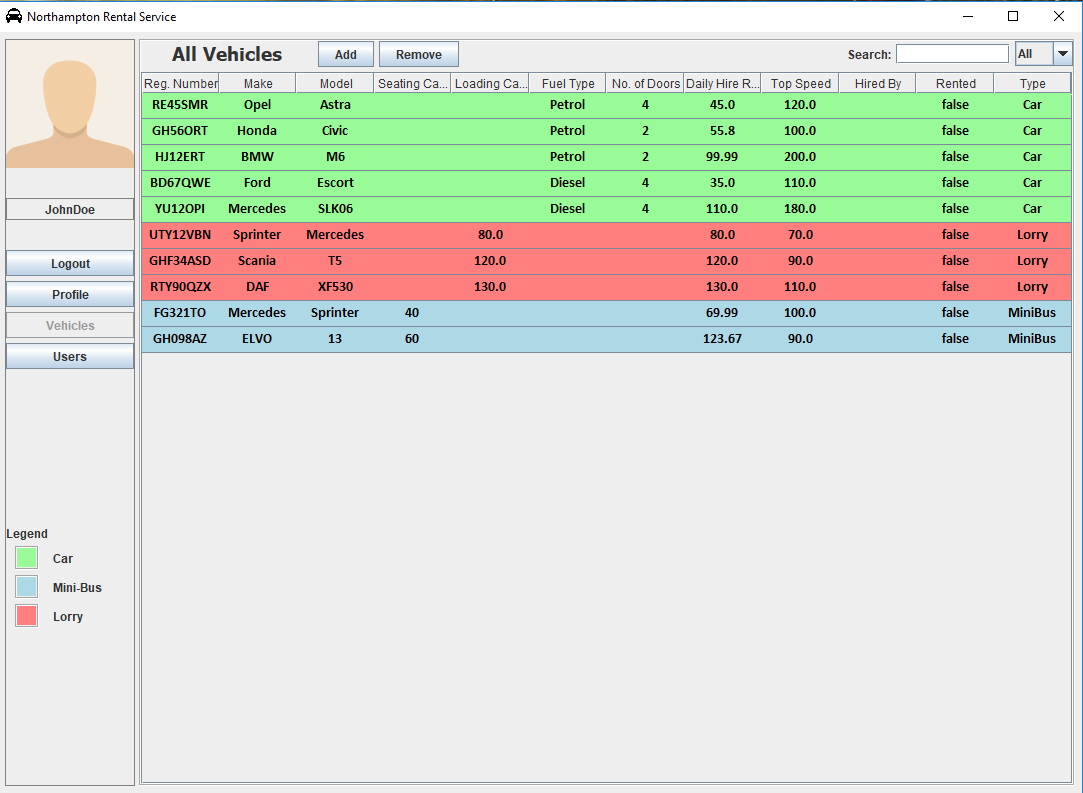 Northampton Rental Service
All Vehicles Add Remove Search: All
Reg. Number Make Model Seating Ca... Loading Ca... Fuel Type No. of Doors Daily Hire R... Top Speed Hired By Rented Type
RE45SMR Opel Astra Petrol 4 45.0 120.0 false Car
GH56ORT Honda Civic Petrol 2 55.8 100.0 false Car
HJ12ERT BMW M6 Petrol 2 99.99 200.0 false Car
BD67QWE Ford Escort Diesel 4 35.0 110.0 false Car
YU12OPI Mercedes SLK06 Diesel 4 110.0 180.0 false Car
UTY12VBN Sprinter Mercedes 80.0 80.0 70.0 false Lorry
GHF34ASD Scania T5 120.0 120.0 90.0 false Lorry
RTY90QZX DAF XF530 130.0 130.0 110.0 false Lorry
FG321TO Mercedes Sprinter 40 69.99 100.0 false MiniBus
GH098AZ ELVO 13 60 123.67 90.0 false MiniBus
JohnDoe
Logout
Profile
Vehicles
Users
Legend
Car
Mini-Bus
Lorry